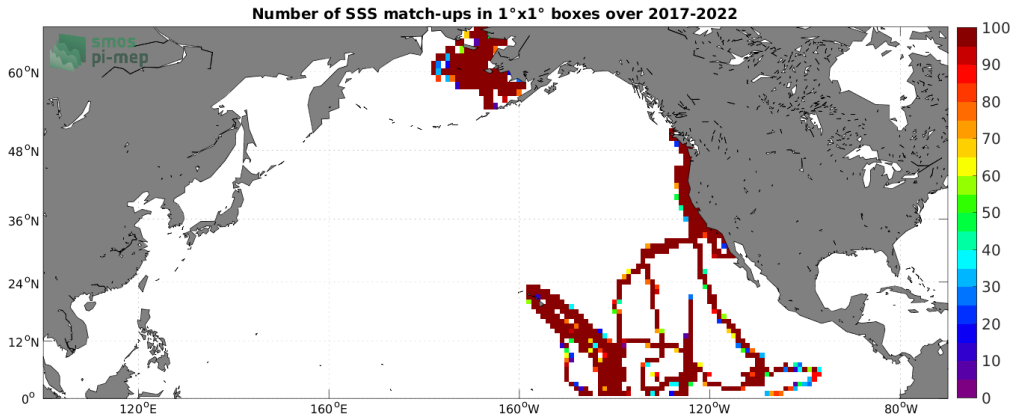 Number of SSS match-ups in 1°x1° boxes over 2017-2022
smos
pi-mep
60°N
48°N
36°N
24°N
12°N
0°
120°E
160°E
160°W
120°W
80°W
100
90
80
70
60
50
40
30
20
10
0